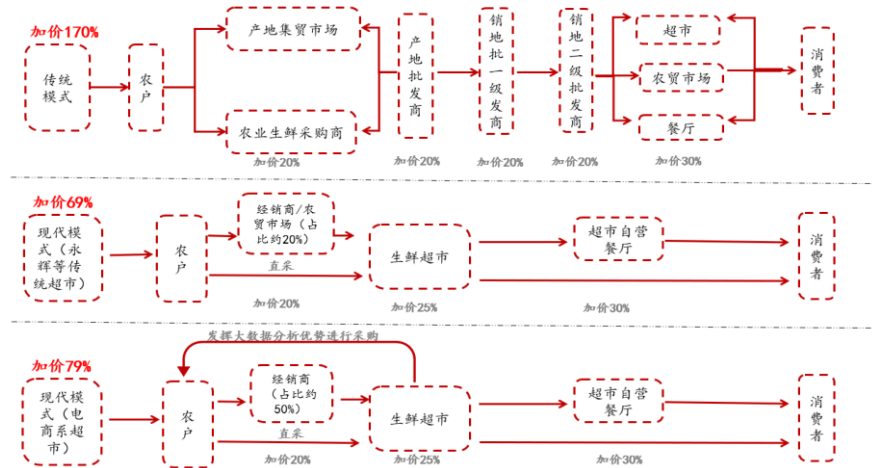 加价170%
传统
模式
农
户
产地集贸市场
农业生鲜采购商
产
地
批
发
商
销
地
批
一
级
发
商
销
地
二
级
批
发
商
超市
农贸市场
餐厅
消
费
者
加价20%
加价20%
加价20%
加价20%
加价30%
加价69%
现代模
式（永
辉等传
统超市）
农
户
经销商/农
贸市场（占
比约20%）
直采
生鲜超市
超市自营
餐厅
消
费
者
加价20%
加价25%
加价30%
发挥大数据分析优势进行采购
加价79%
现代模
式（电
商系超
市）
农
户
经销商
（占比约
50%）
直采
生鲜超市
超市自营
餐厅
消
费
者
加价20%
加价25%
加价30%